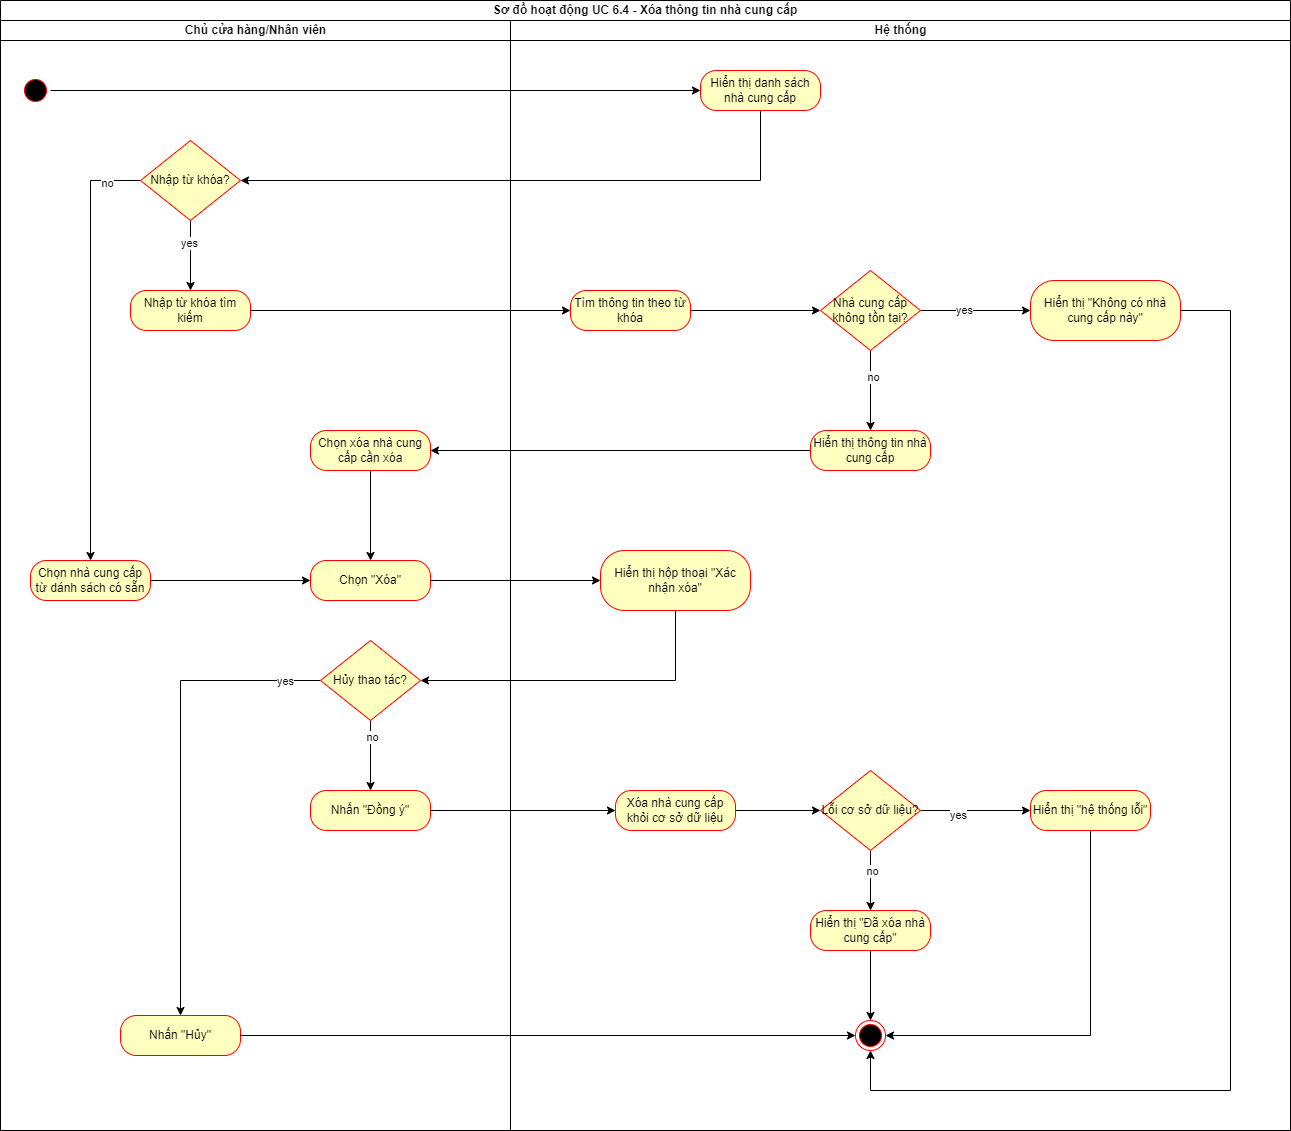 Sơ đồ hoạt động UC 6.4 - Xóa thông tin nhà cung cấp
Chủ cửa hàng/Nhân viên
Hệ thống
Hiển thị danh sách
nhà cung cấp
Nhập từ khóa?
no
yes
Nhập từ khóa tìm
kiếm
Tìm thông tin theo từ
khóa
Nhà cung cấp
không tồn tại?
yes
Hiển thị "Không có nhà
cung cấp này"
no
Chọn xóa nhà cung
cấp cần xóa
Hiển thị thông tin nhà
cung cấp
Chọn nhà cung cấp
từ dánh sách có sẵn
Chọn "Xóa"
Hiển thị hộp thoại "Xác
nhận xóa"
Hủy thao tác?
yes
no
Nhấn "Đồng ý"
Xóa nhà cung cấp
khỏi cơ sở dữ liệu
Lỗi cơ sở dữ liệu?
yes
Hiển thị "hệ thống lỗi"
no
Hiển thị "Đã xóa nhà
cung cấp"
Nhấn "Hủy"